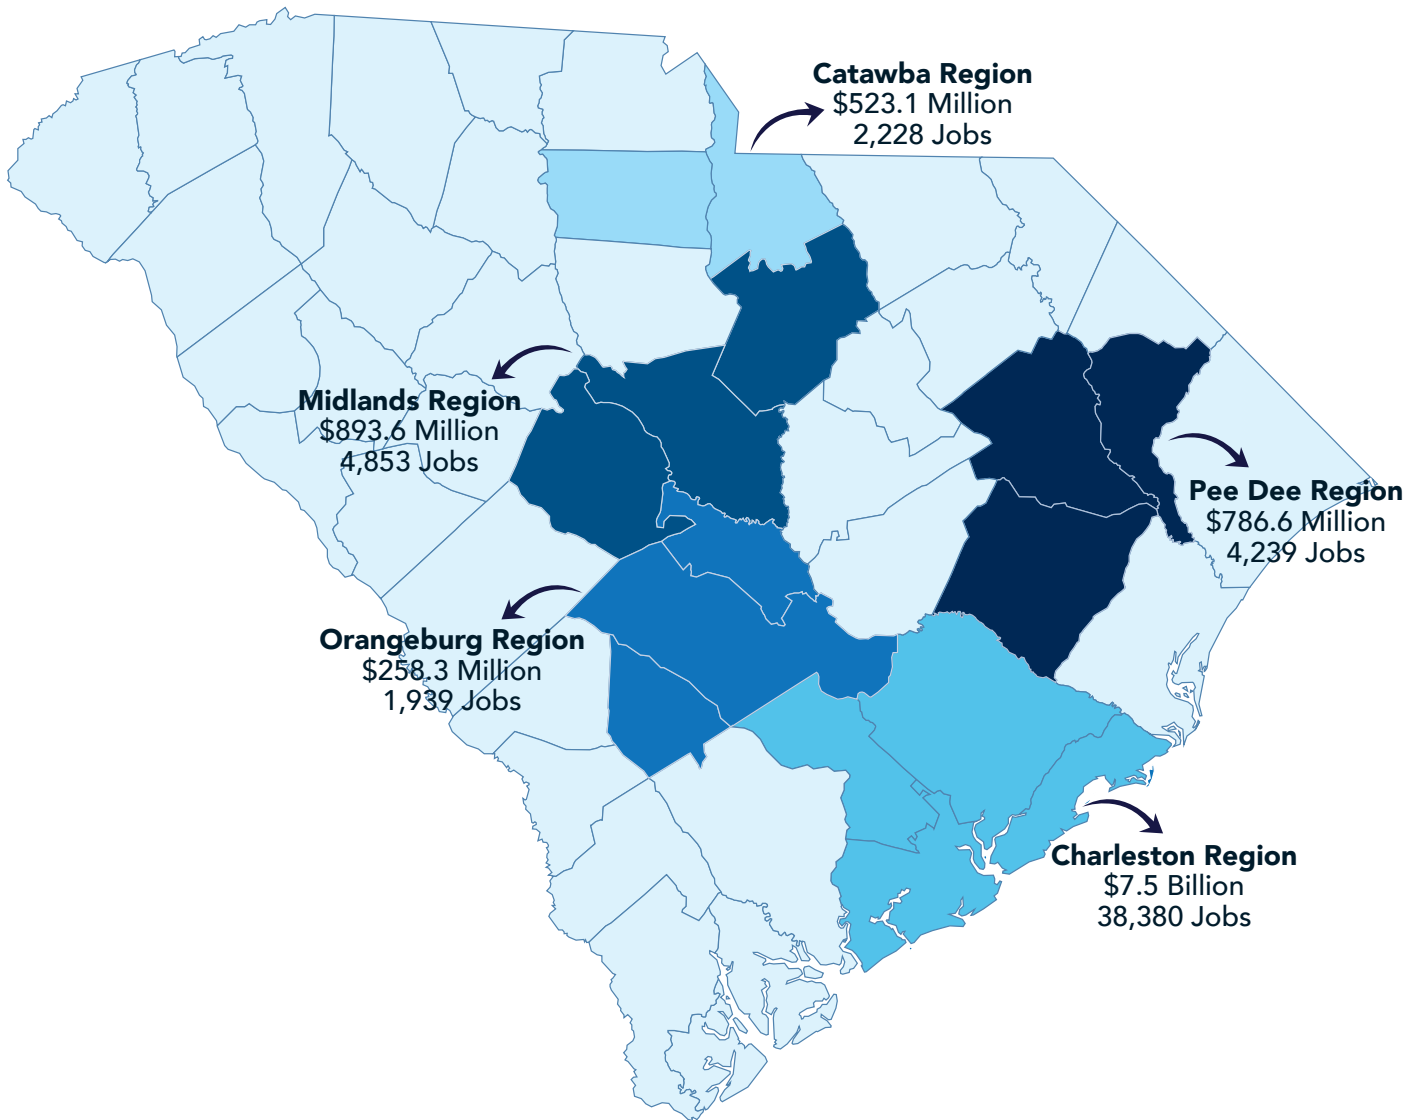 Catawba Region
$523.1 Million
2,228 Jobs
Midlands Region
$893.6 Million
4,853 Jobs
Pee Dee Region
$786.6 Million
4,239 Jobs
Orangeburg Region
$258.3 Million
1,939 Jobs
Charleston Region
$7.5 Billion
38,380 Jobs